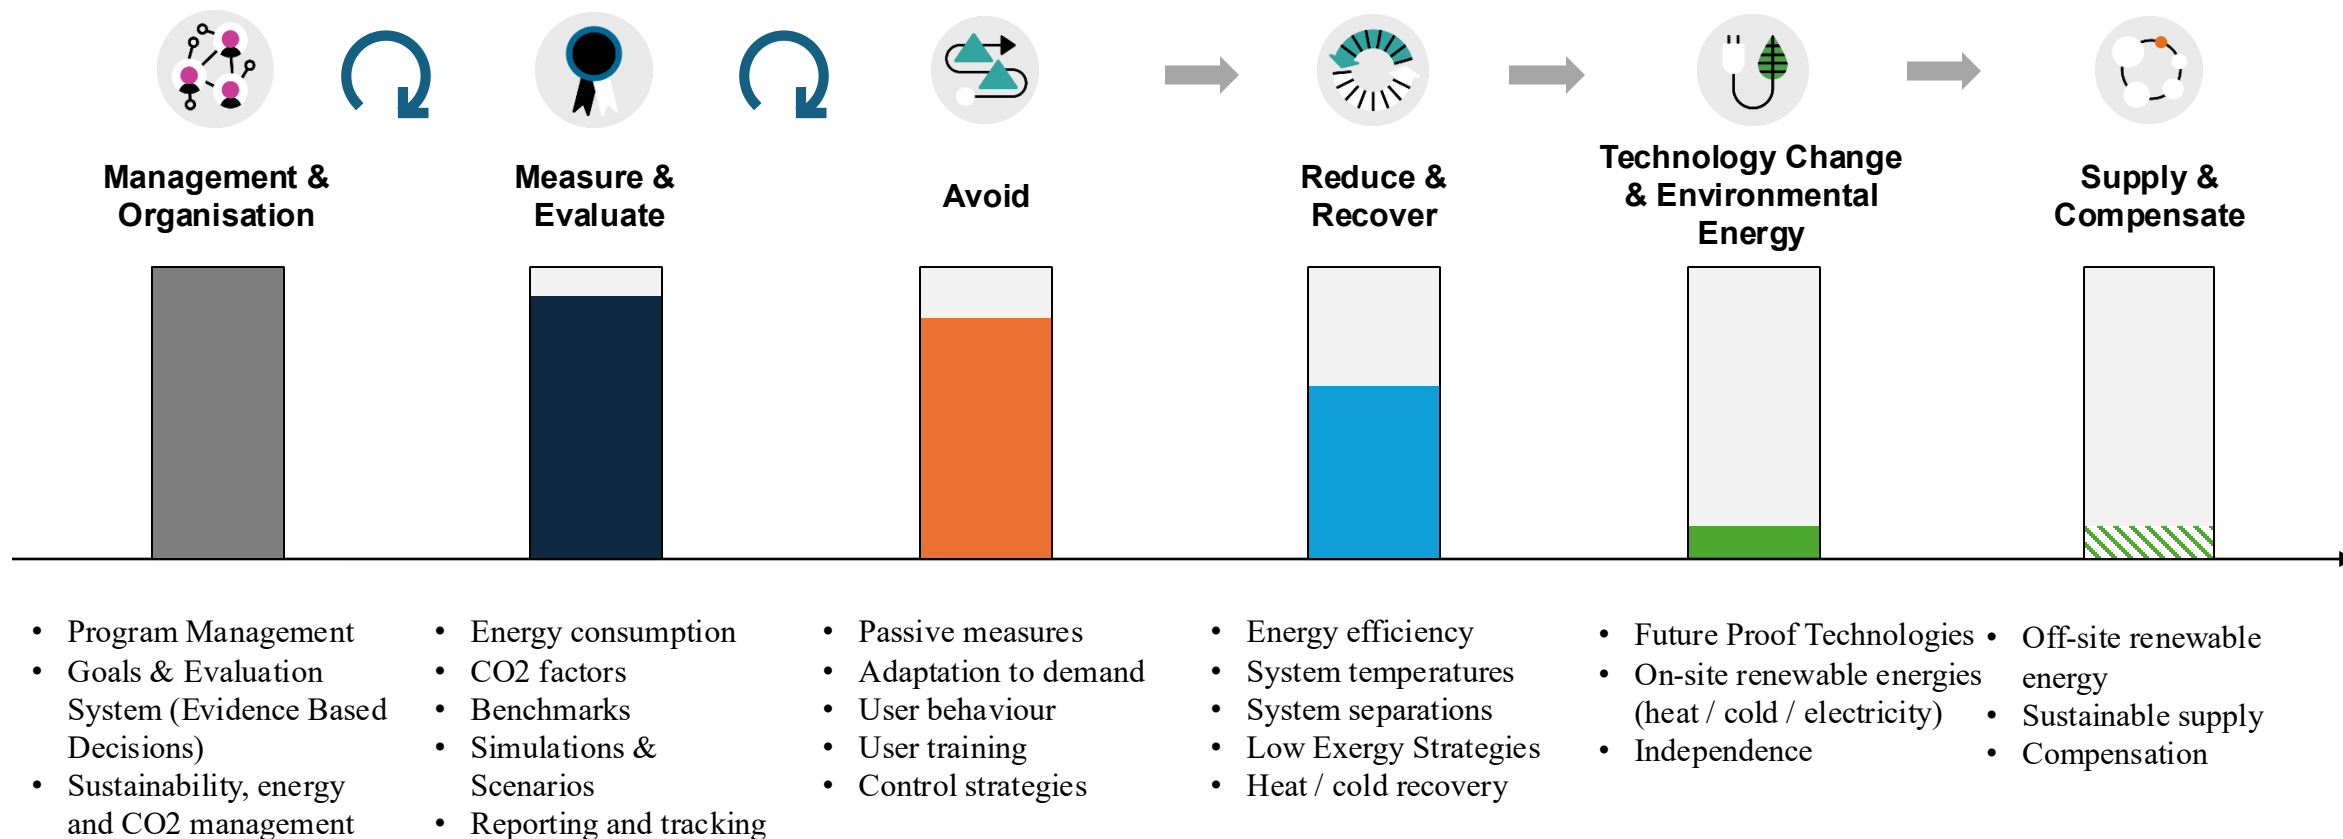 Management &
Organisation
Measure &
Evaluate
Avoid
Reduce &
Recover
Technology Change
& Environmental
Energy
Supply &
Compensate
• Program Management
• Goals & Evaluation
System (Evidence Based
Decisions)
• Sustainability, energy
and CO2 management
• Energy consumption
• CO2 factors
• Benchmarks
• Simulations &
Scenarios
• Reporting and tracking
• Passive measures
• Adaptation to demand
• User behaviour
• User training
• Control strategies
• Energy efficiency
• System temperatures
• System separations
• Low Exergy Strategies
• Heat / cold recovery
• Future Proof Technologies
• On-site renewable energies
(heat / cold / electricity)
• Independence
• Off-site renewable
energy
• Sustainable supply
• Compensation